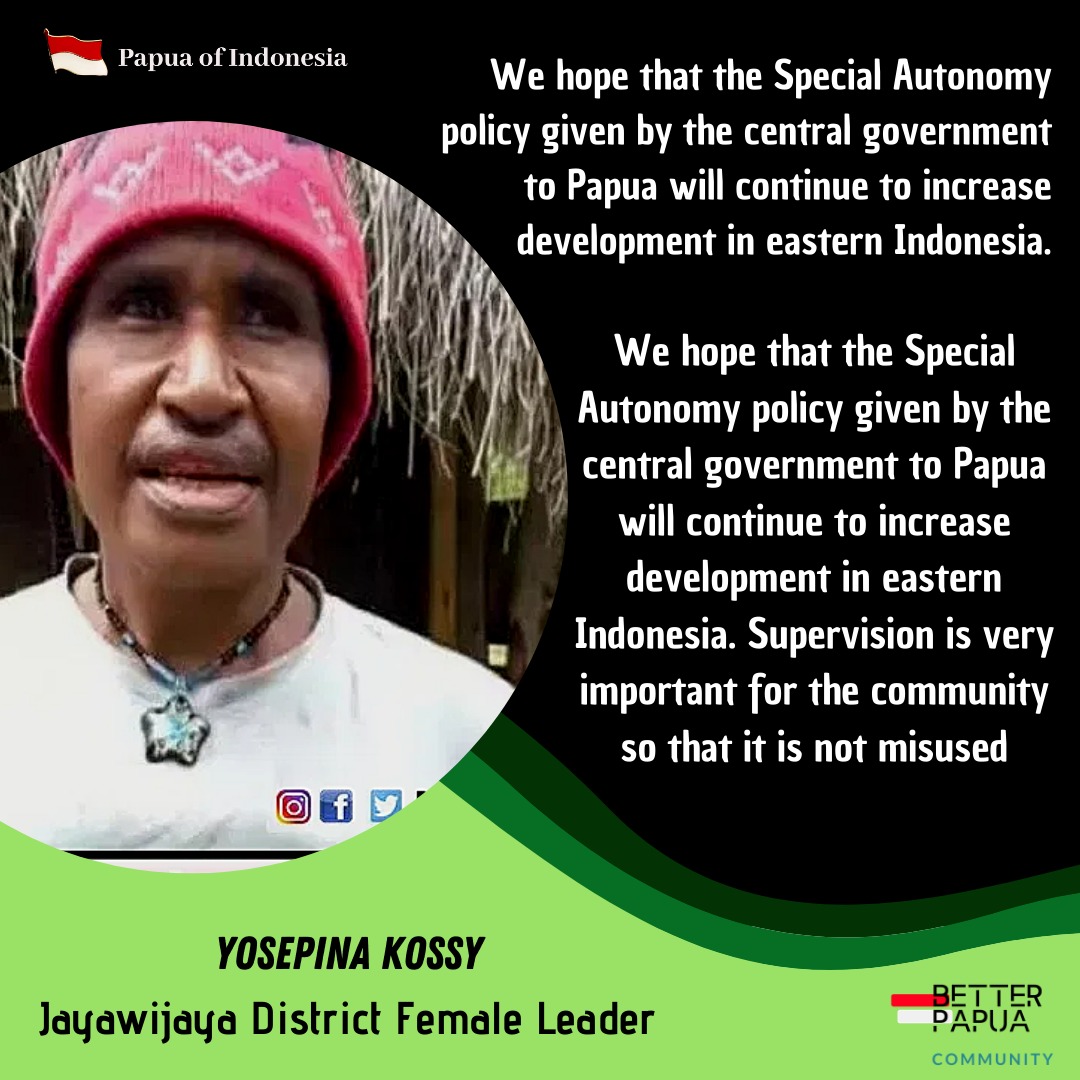 Papua of Indonesia
We hope that the Special Autonomy
policy given by the central government
to Papua will continue to increase
development in eastern Indonesia.
We hope that the Special
Autonomy policy given by the
central government to Papua
will continue to increase
development in eastern
Indonesia. Supervision is very
important for the community
so that it is not misused
YOSEPINA KOSSY
Jayawijaya District Female Leader
BETTER
PAPUA
COMMUNITY